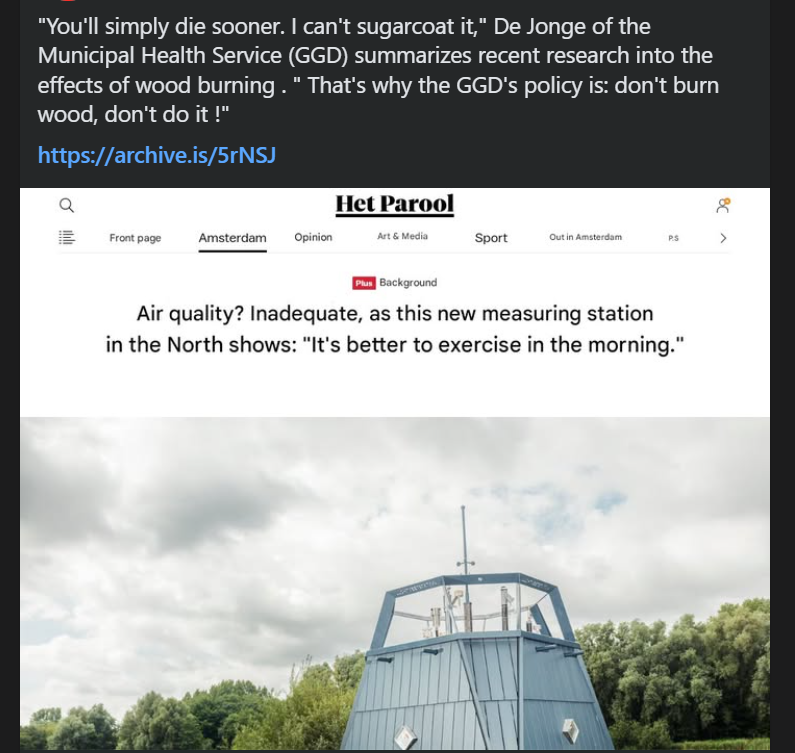 "You'll simply die sooner. I can't sugarcoat it," De Jonge of the
Municipal Health Service (GGD) summarizes recent research into the
effects of wood burning . " That's why the GGD's policy is: don't burn
wood, don't do it !"
https://archive.is/5rNSJ
Het Parool
Front page
Amsterdam
Opinion
Art & Media
Sport
Out in Amsterdam
P.S
Plus Background
Air quality? Inadequate, as this new measuring station
in the North shows: "It's better to exercise in the morning."